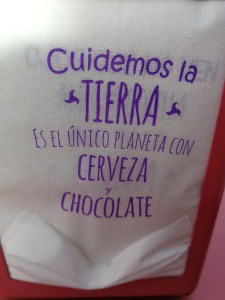 Cuidemos la
TIERRA
ES EL ÚNICO PLANETA CON
CERVEZA
Y
CHOCOLATE